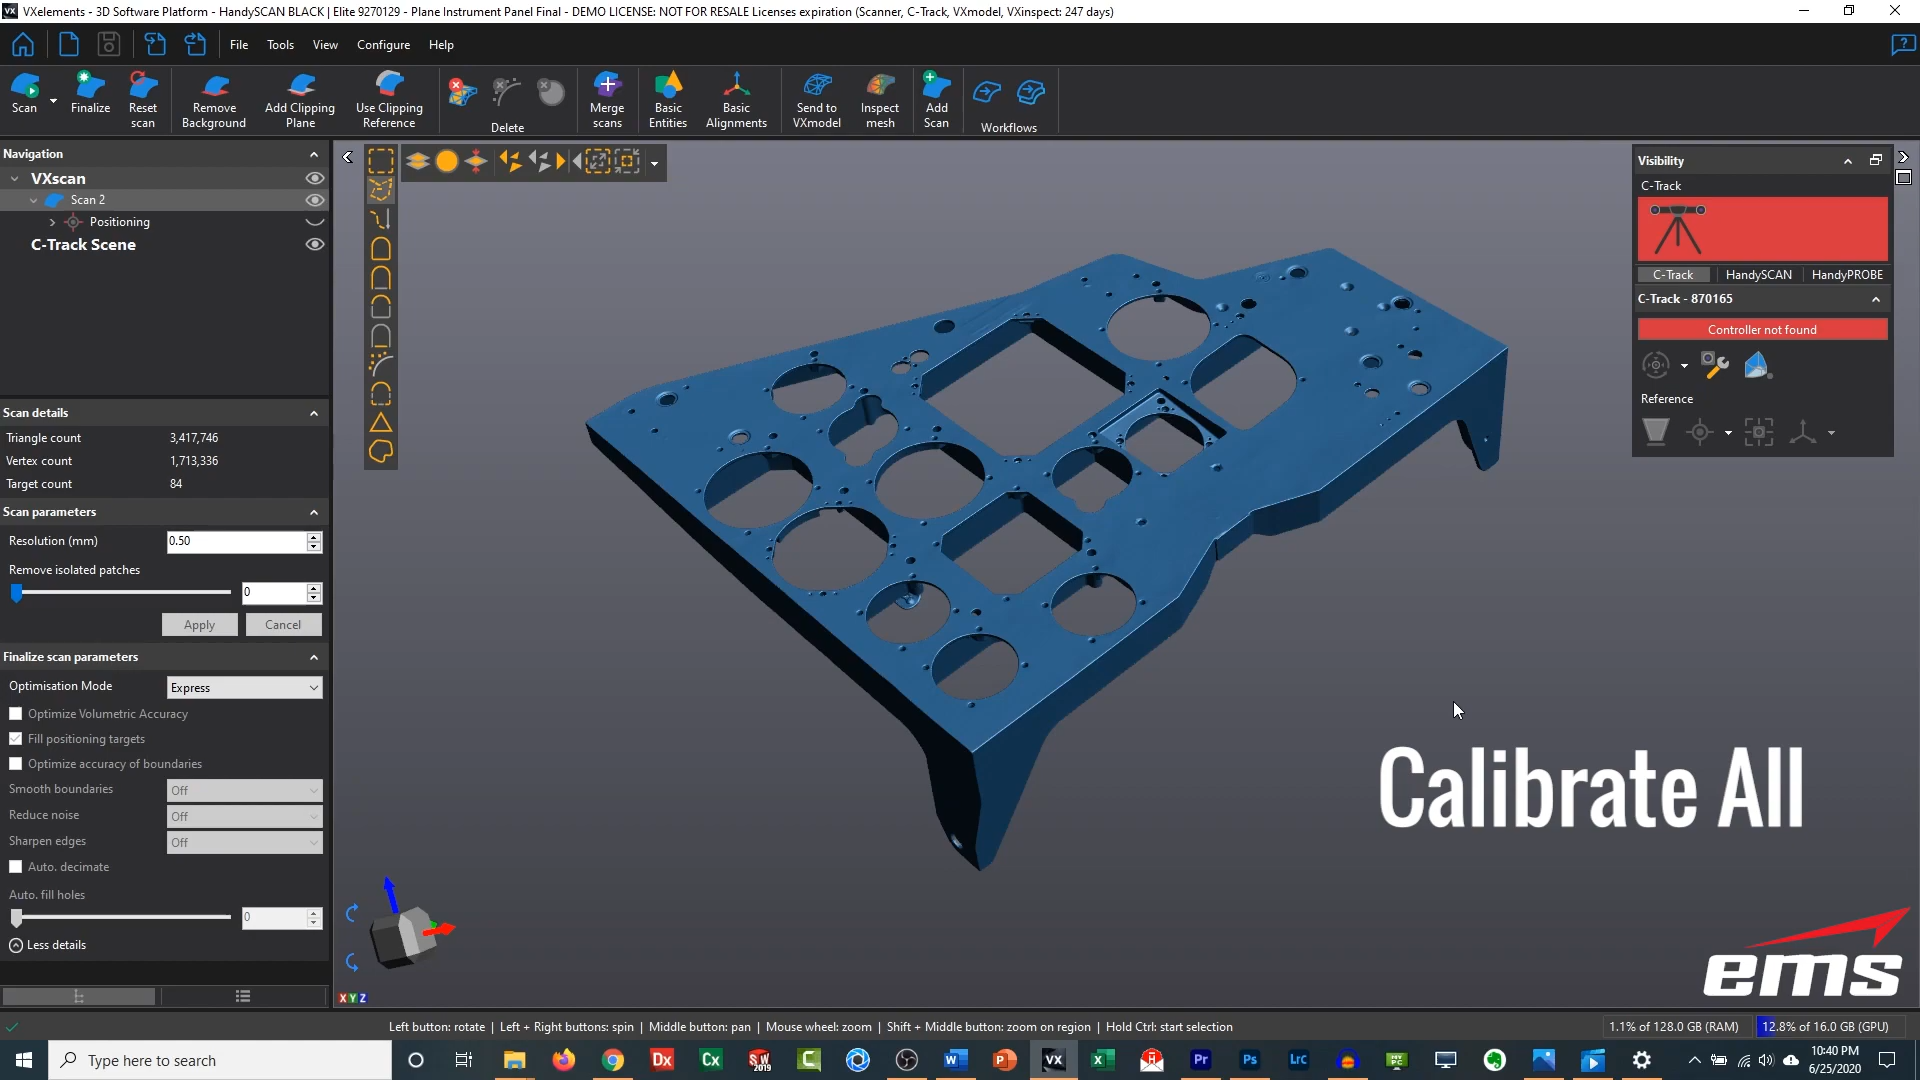 VX VXelements - 3D Software Platform - HandySCAN BLACK | Elite 9270129 - Plane Instrument Panel Final - DEMO LICENSE: NOT FOR RESALE Licenses expiration (Scanner, C-Track, VXmodel, VXinspect: 247 days)
File Tools View Configure Help
Scan
Finalize
Reset scan
Remove Background
Add Clipping Plane
Use Clipping Reference
Delete
Merge scans
Basic Entities
Basic Alignments
Send to VXmodel
Inspect mesh
Add Scan
Workflows
Navigation
VXscan
Scan 2
Positioning
C-Track Scene
Scan details
Triangle count 3,417,746
Vertex count 1,713,336
Target count 84
Scan parameters
Resolution (mm) 0.50
Remove isolated patches
0
Apply Cancel
Finalize scan parameters
Optimisation Mode Express
Optimize Volumetric Accuracy
Fill positioning targets
Optimize accuracy of boundaries
Smooth boundaries Off
Reduce noise Off
Sharpen edges Off
Auto. decimate
Auto. fill holes
0
Less details
XYZ
Visibility
C-Track
C-Track HandySCAN HandyPROBE
C-Track - 870165
Controller not found
Reference
Calibrate All
ems
Left button: rotate | Left + Right buttons: spin | Middle button: pan | Mouse wheel: zoom | Shift + Middle button: zoom on region | Hold Ctrl: start selection
1.1% of 128.0 GB (RAM) 12.8% of 16.0 GB (GPU)
Type here to search
Dx Cx SW 2019 C W P VX X Pr Ps Lrc
10:40 PM
6/25/2020